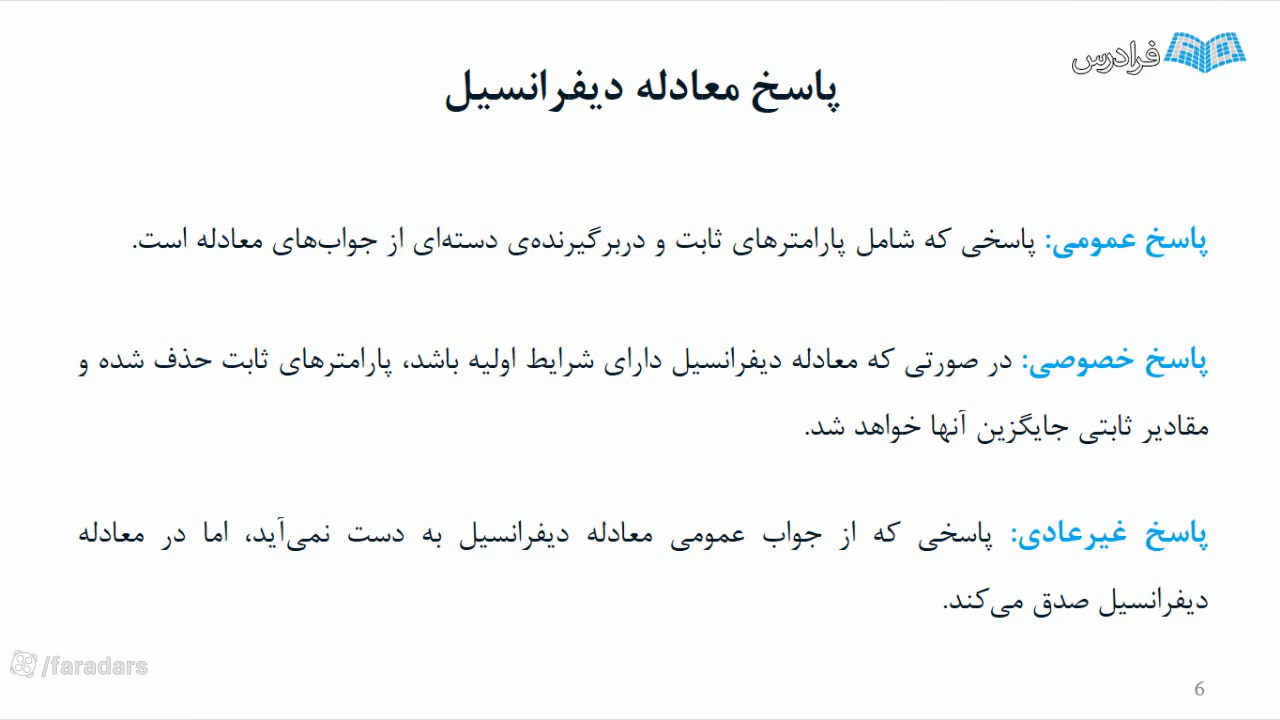 فرادرس
پاسخ معادله دیفرانسیل
پاسخ عمومی: پاسخی که شامل پارامترهای ثابت و دربرگیرنده‌ی دسته‌ای از جواب‌های معادله است.
پاسخ خصوصی: در صورتی که معادله دیفرانسیل دارای شرایط اولیه باشد، پارامترهای ثابت حذف شده و
مقادیر ثابتی جایگزین آنها خواهد شد.
پاسخ غیرعادی: پاسخی که از جواب عمومی معادله دیفرانسیل به دست نمی‌آید، اما در معادله
دیفرانسیل صدق می‌کند.
/faradars
6